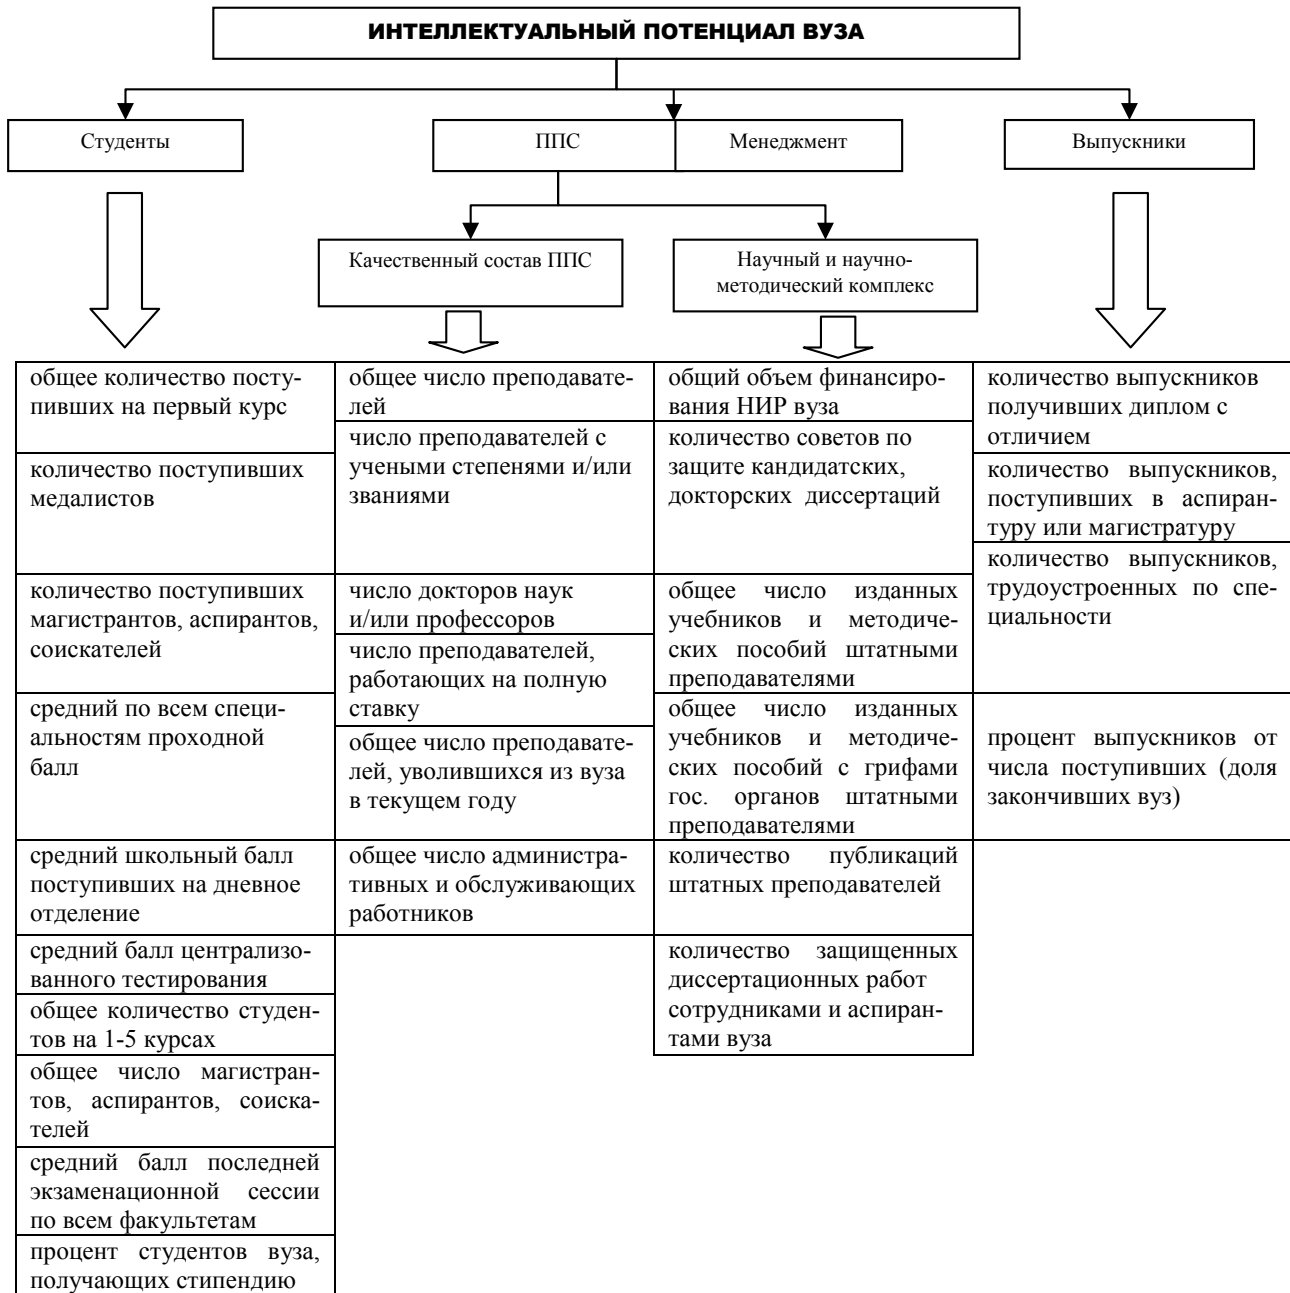 ИНТЕЛЛЕКТУАЛЬНЫЙ ПОТЕНЦИАЛ ВУЗА
Студенты
ППС
Менеджмент
Выпускники
Качественный состав ППС
Научный и научно-
методический комплекс
общее количество посту-
пивших на первый курс
количество поступивших
медалистов
количество поступивших
магистрантов, аспирантов,
соискателей
средний по всем специ-
альностям проходной
балл
средний школьный балл
поступивших на дневное
отделение
средний балл централизо-
ванного тестирования
общее количество студен-
тов на 1-5 курсах
общее число магистран-
тов, аспирантов, соиска-
телей
средний балл последней
экзаменационной сессии
по всем факультетам
процент студентов вуза,
получающих стипендию
общее число преподавате-
лей
число преподавателей с
учеными степенями и/или
званиями
число докторов наук
и/или профессоров
число преподавателей,
работающих на полную
ставку
общее число преподавате-
лей, уволившихся из вуза
в текущем году
общее число администра-
тивных и обслуживающих
работников
общий объем финансиро-
вания НИР вуза
количество советов по
защите кандидатских,
докторских диссертаций
общее число изданных
учебников и методиче-
ских пособий штатными
преподавателями
общее число изданных
учебников и методиче-
ских пособий с грифами
гос. органов штатными
преподавателями
количество публикаций
штатных преподавателей
количество защищенных
диссертационных работ
сотрудниками и аспиран-
тами вуза
количество выпускников
получивших диплом с
отличием
количество выпускников,
поступивших в аспиран-
туру или магистратуру
количество выпускников,
трудоустроенных по спе-
циальности
процент выпускников от
числа поступивших (доля
закончивших вуз)